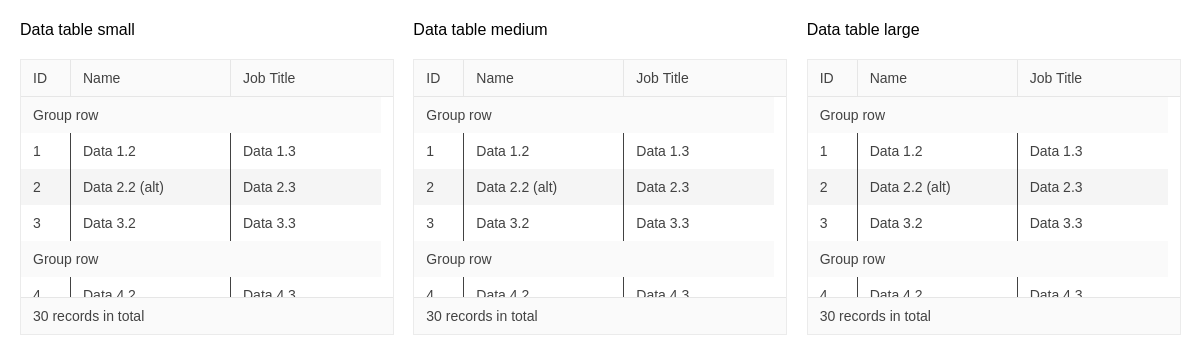 Data table small
ID Name Job Title
Group row
1 Data 1.2 Data 1.3
2 Data 2.2 (alt) Data 2.3
3 Data 3.2 Data 3.3
Group row
4 Data 4.2 Data 4.3
30 records in total
Data table medium
ID Name Job Title
Group row
1 Data 1.2 Data 1.3
2 Data 2.2 (alt) Data 2.3
3 Data 3.2 Data 3.3
Group row
4 Data 4.2 Data 4.3
30 records in total
Data table large
ID Name Job Title
Group row
1 Data 1.2 Data 1.3
2 Data 2.2 (alt) Data 2.3
3 Data 3.2 Data 3.3
Group row
4 Data 4.2 Data 4.3
30 records in total